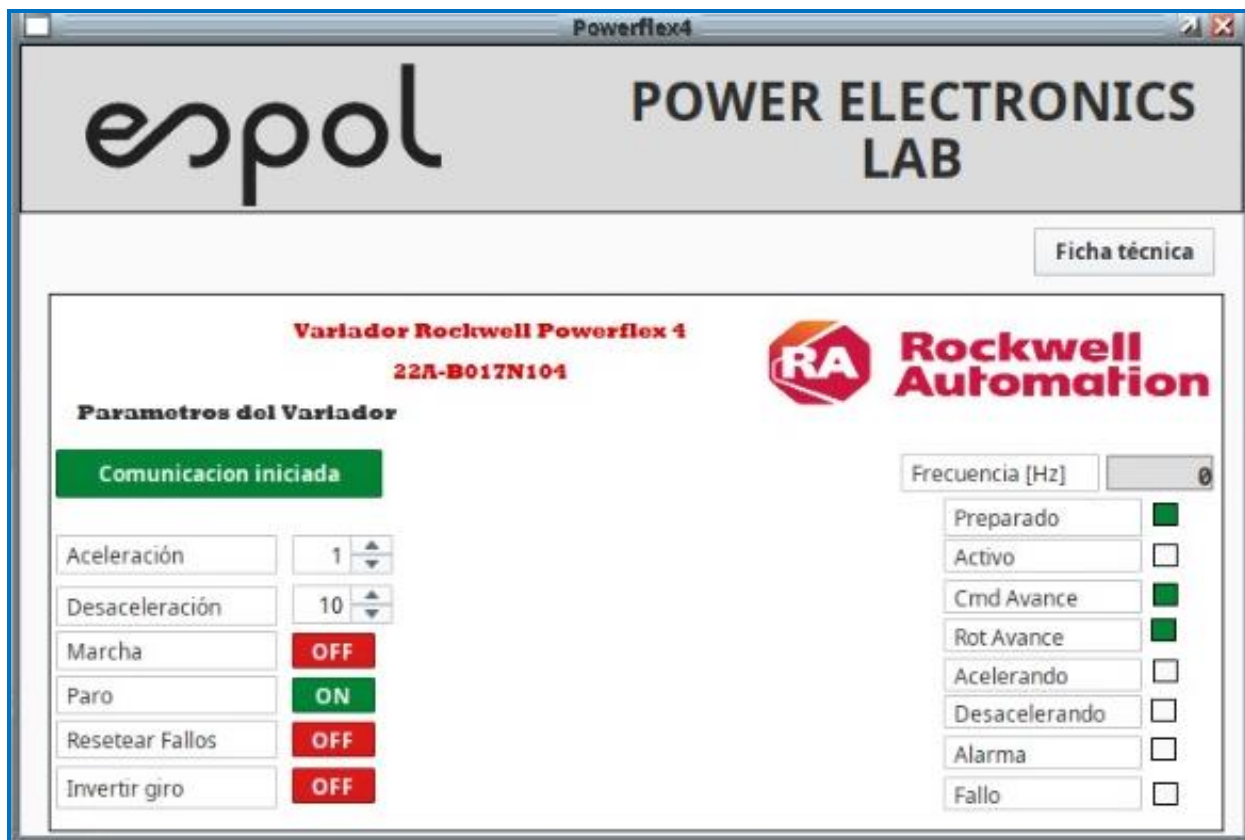 Powerflex4
espol
POWER ELECTRONICS
LAB
Ficha técnica
Variador Rockwell Powerflex 4
22A-B017N104
RA
Rockwell
Automation
Parametros del Variador
Comunicacion iniciada
Frecuencia [Hz] 0
Preparado
Aceleración 1
Activo
Desaceleración 10
Cmd Avance
Marcha OFF
Rot Avance
Paro ON
Acelerando
Desacelerando
Resetear Fallos OFF
Alarma
Invertir giro OFF
Fallo